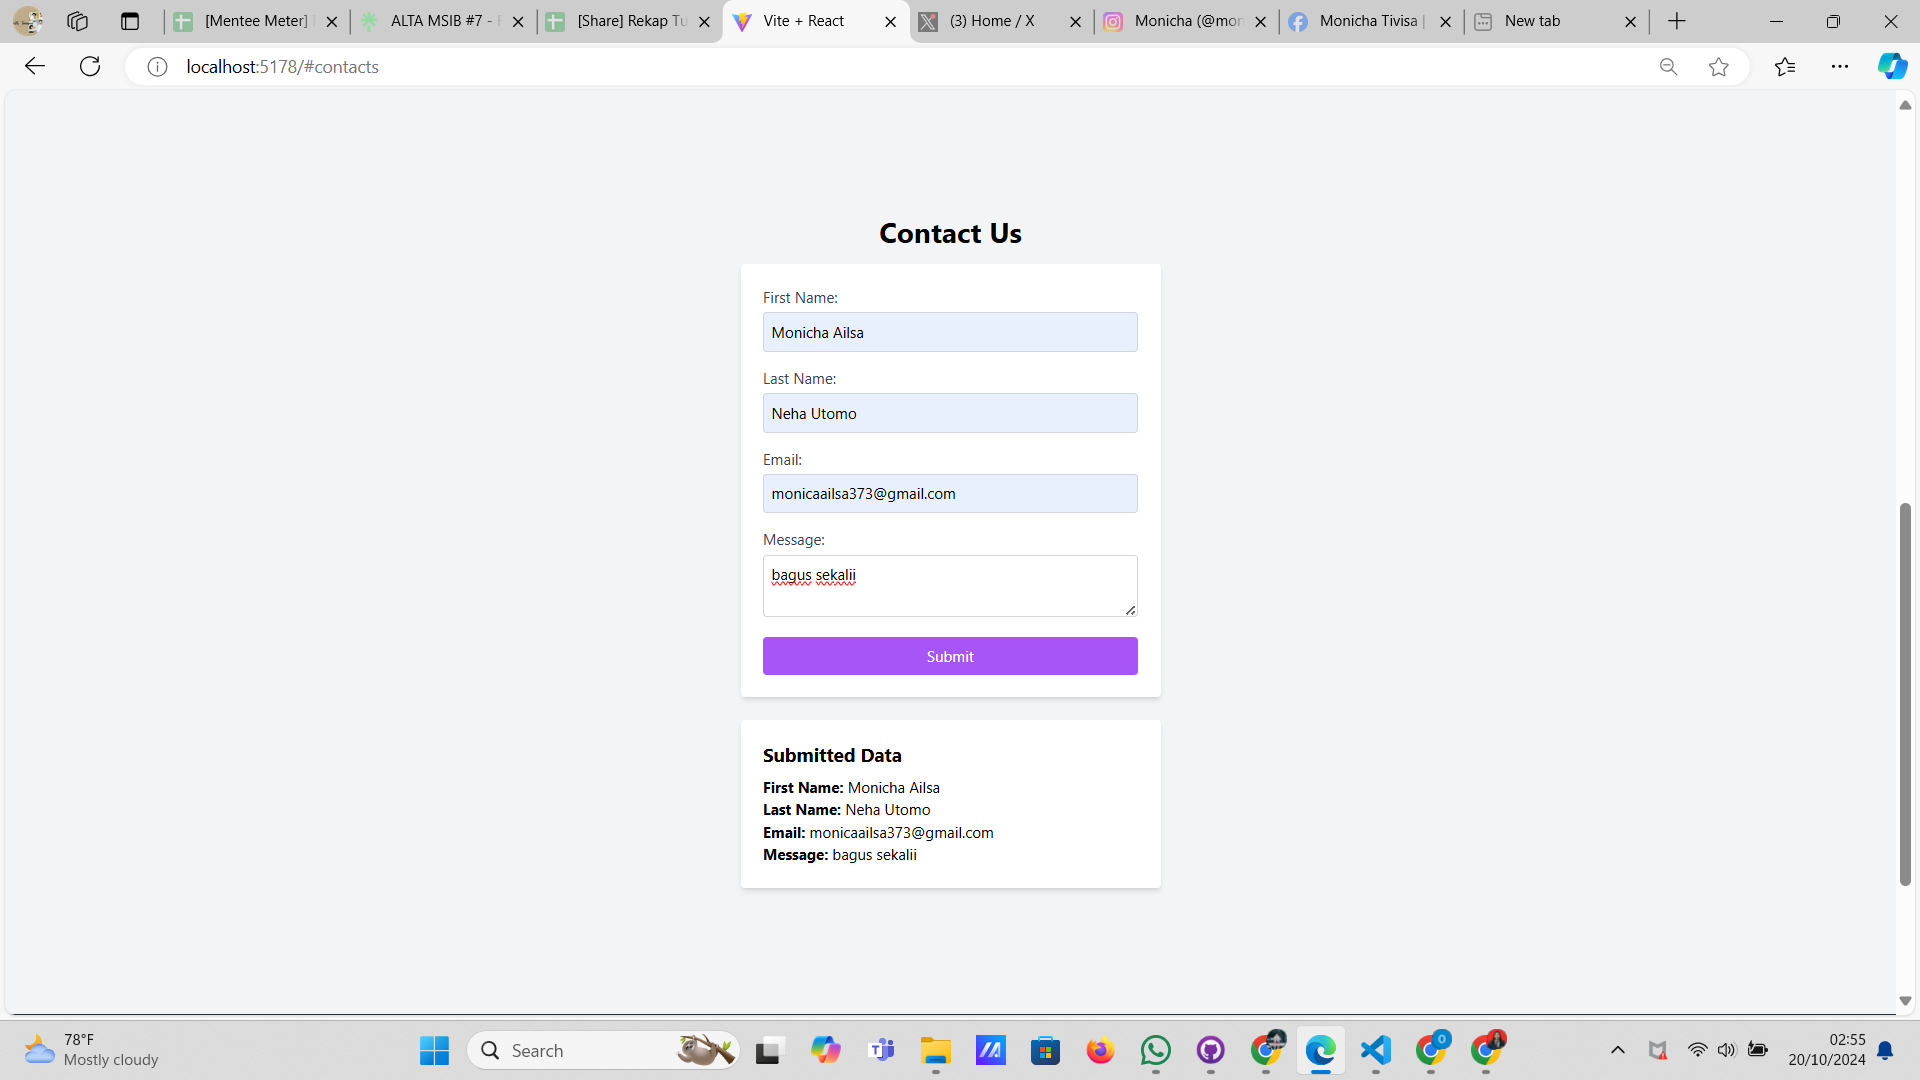 [Mentee Meter]
ALTA MSIB #7 -
[Share] Rekap Tu
Vite + React
(3) Home / X
Monicha (@mon
Monicha Tivisa |
New tab
localhost:5178/#contacts
Contact Us
First Name:
Monicha Ailsa
Last Name:
Neha Utomo
Email:
monicaailsa373@gmail.com
Message:
bagus sekalii
Submit
Submitted Data
First Name: Monicha Ailsa
Last Name: Neha Utomo
Email: monicaailsa373@gmail.com
Message: bagus sekalii
78°F
Mostly cloudy
Search
0
02:55
20/10/2024